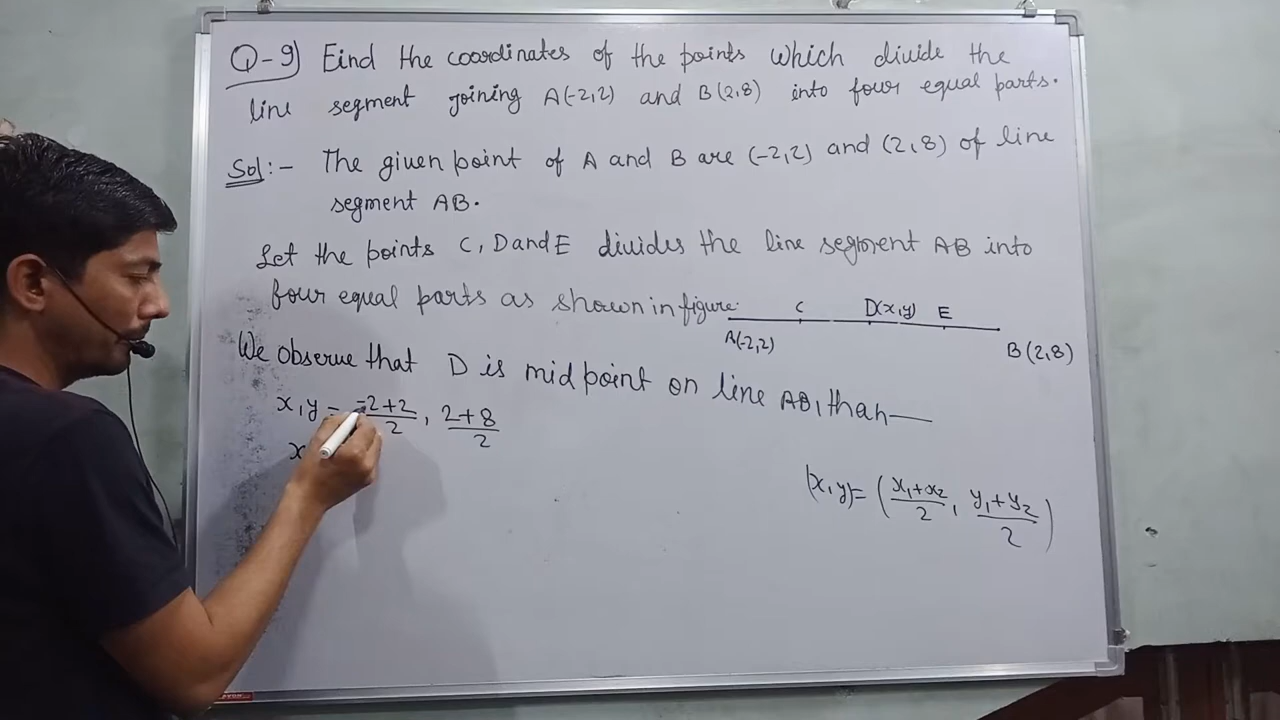 Q-9) Find the coordinates of the points which divide the
line segment joining A(-2,2) and B(2,8) into four equal parts.
Sol:- The given point of A and B are (-2,2) and (2,8) of line
segment AB.
Let the points C, D and E divides the line segment AB into
four equal parts as shown in figure.
C D(x,y) E
A(-2,2) B(2,8)
We observe that D is mid point on line AB, than—
x,y = -2+2/2, 2+8/2
x
(x,y)= (x₁+x₂/2, y₁+y₂/2)